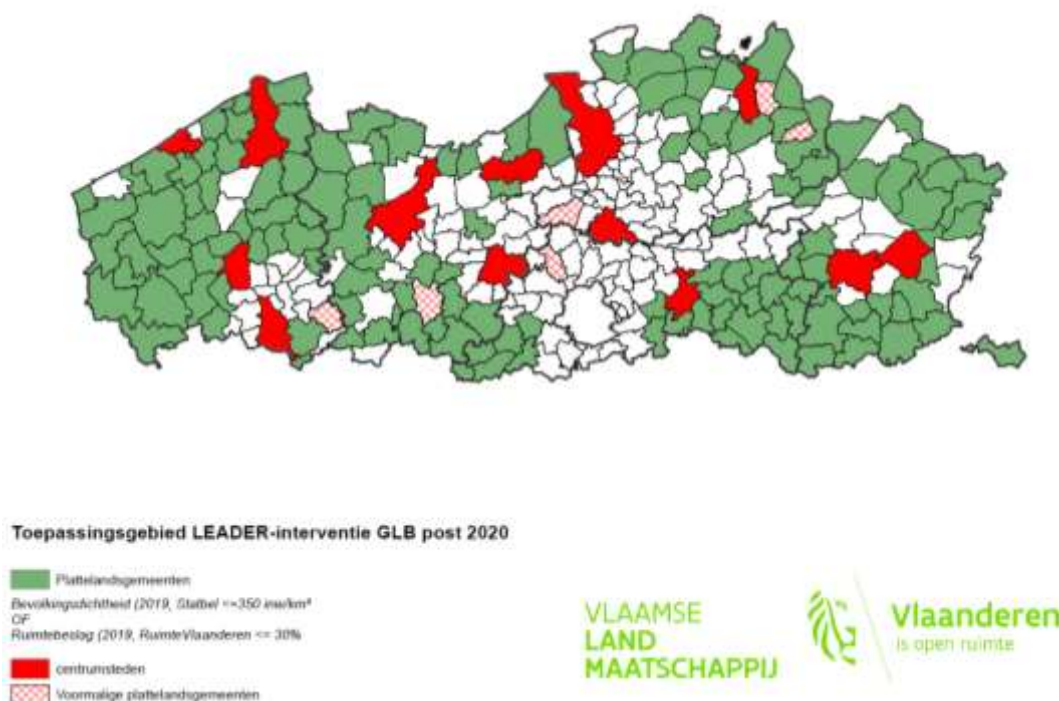 Toepassingsgebied LEADER-interventie GLB post 2020
Plattelandsgemeenten
Bevolkingsdichtheid (2019, Statbel <=350 inw/km²
OF
Ruimtebeslag (2019, RuimteVlaanderen <= 30%
centrumsteden
Voormalige plattelandsgemeenten
VLAAMSE
LAND
MAATSCHAPPIJ
Vlaanderen
is open ruimte